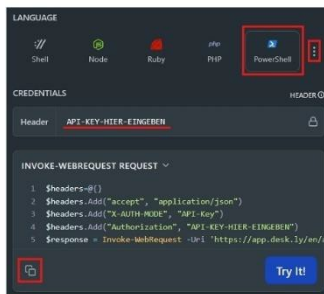 LANGUAGE
Shell Node Ruby PHP PowerShell
CREDENTIALS HEADER
Header API-KEY-HIER-EINGEBEN
INVOKE-WEBREQUEST REQUEST
1 $headers=@{}
2 $headers.Add("accept", "application/json")
3 $headers.Add("X-AUTH-MODE", "API-Key")
4 $headers.Add("Authorization", "API-KEY-HIER-EINGEBEN")
5 $response = Invoke-WebRequest -Uri 'https://app.desk.ly/en/a
Try It!